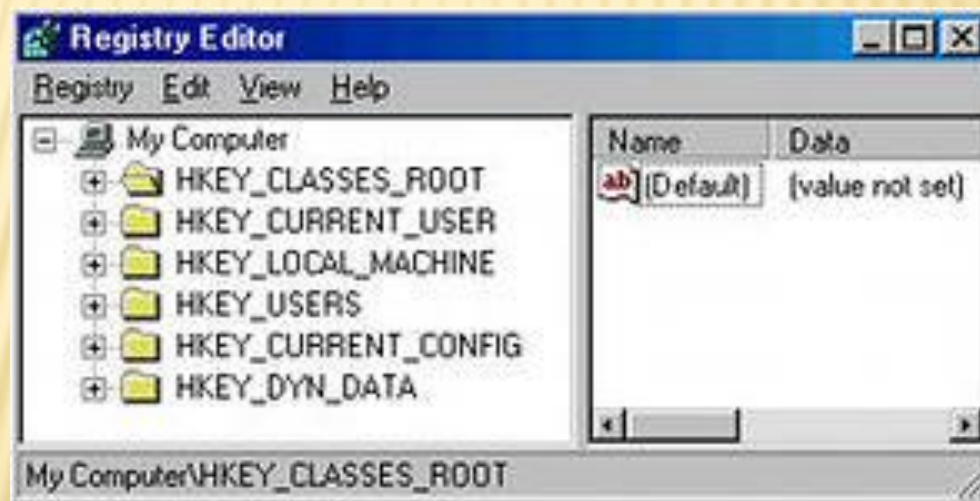 Registry Editor
Registry Edit View Help
My Computer
HKEY_CLASSES_ROOT
HKEY_CURRENT_USER
HKEY_LOCAL_MACHINE
HKEY_USERS
HKEY_CURRENT_CONFIG
HKEY_DYN_DATA
Name Data
ab (Default) (value not set)
My Computer\HKEY_CLASSES_ROOT